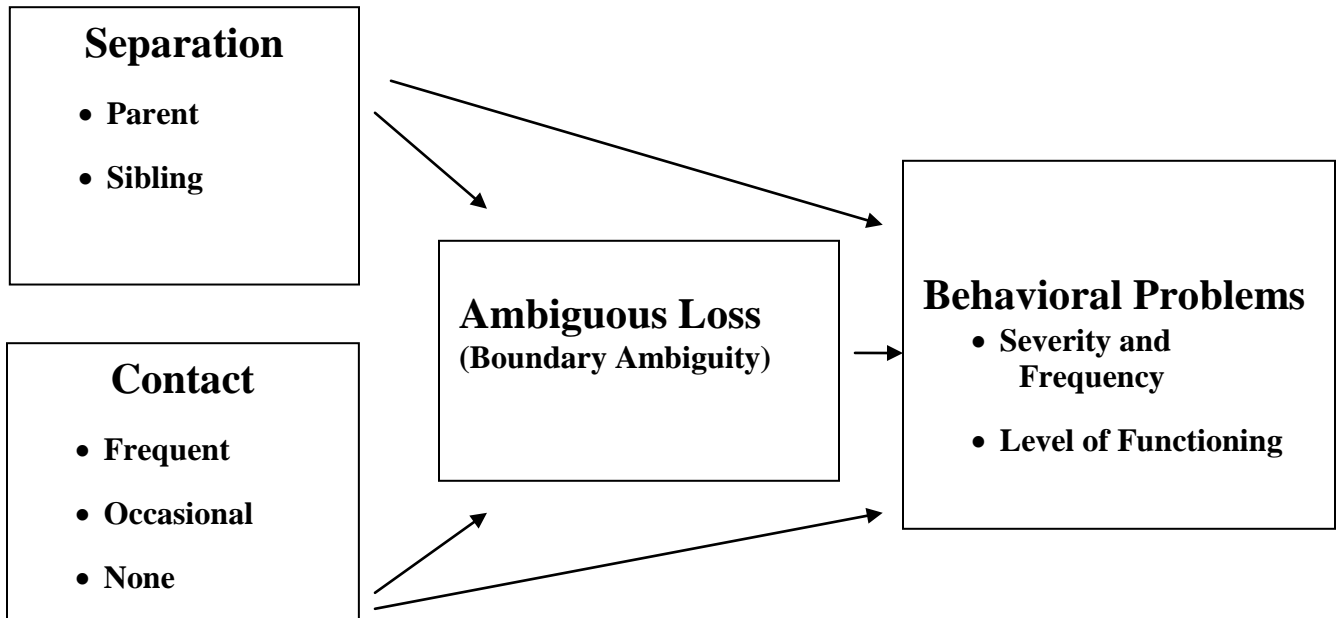 Separation
• Parent
• Sibling
Contact
• Frequent
• Occasional
• None
Ambiguous Loss
(Boundary Ambiguity)
Behavioral Problems
• Severity and
Frequency
• Level of Functioning